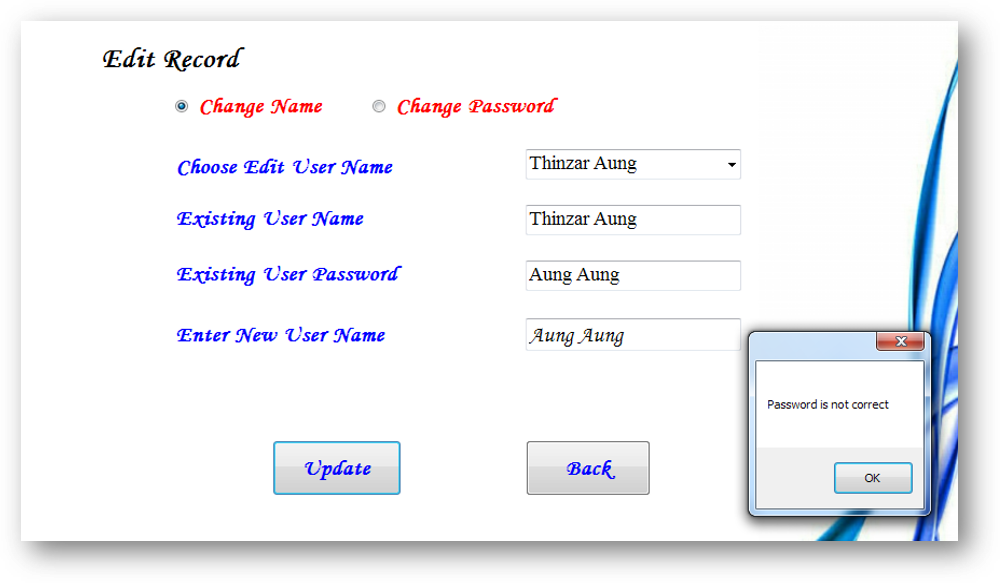 Edit Record
Change Name Change Password
Choose Edit User Name Thinzar Aung
Existing User Name Thinzar Aung
Existing User Password Aung Aung
Enter New User Name Aung Aung
Password is not correct
OK
Update Back